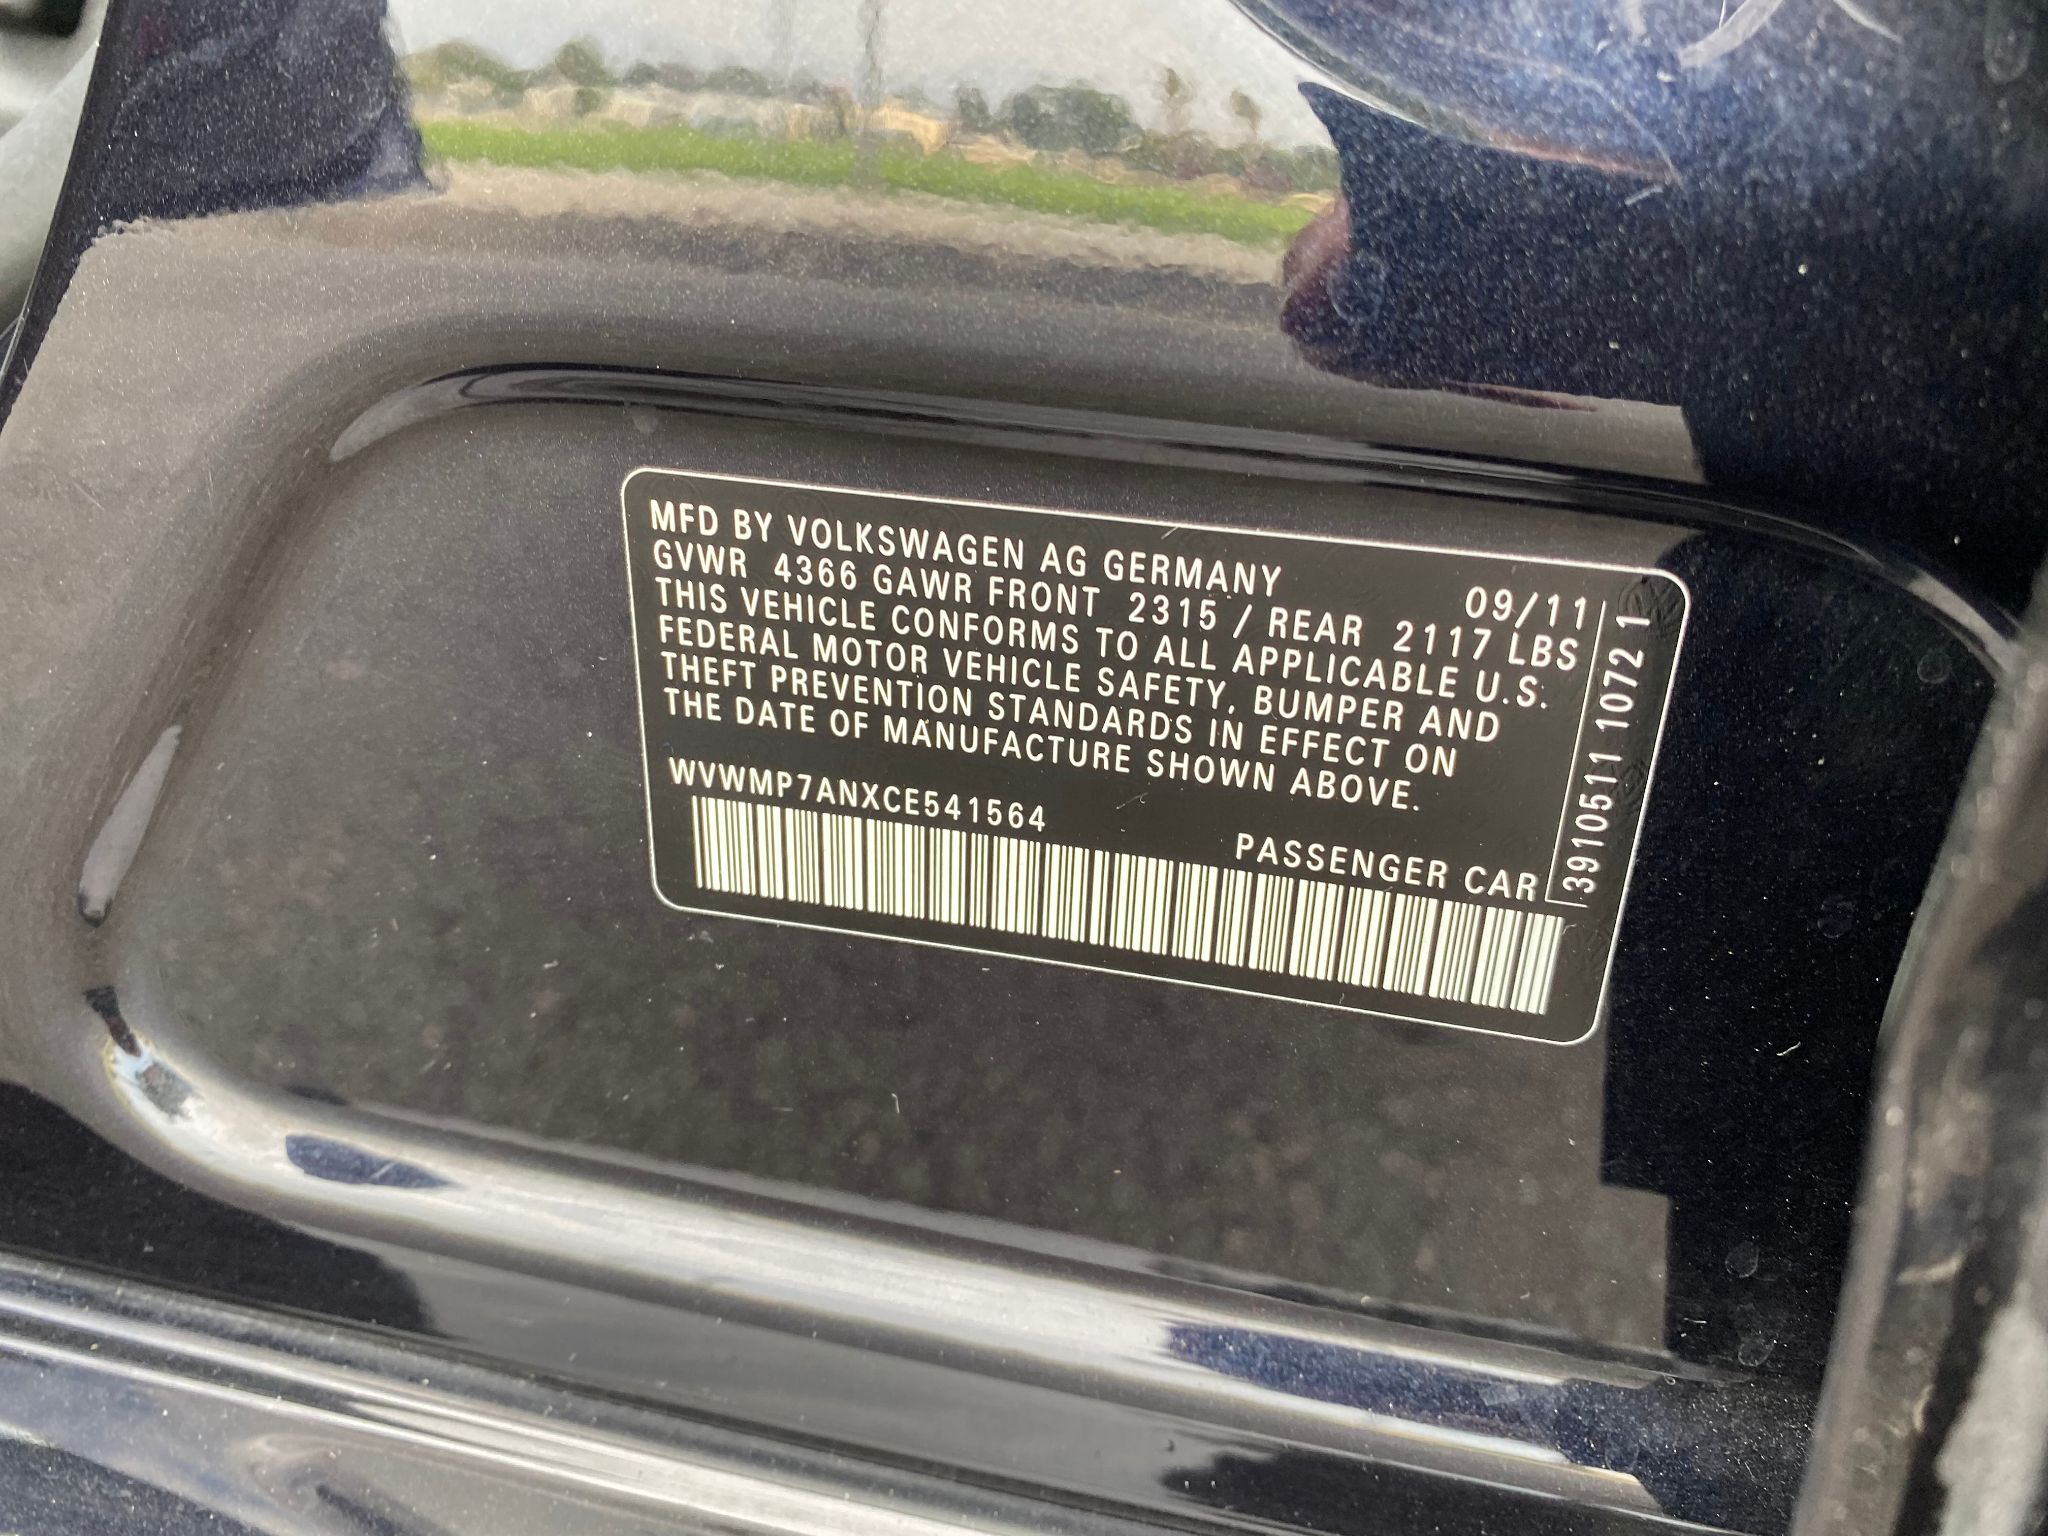 MFD BY VOLKSWAGEN AG GERMANY 09/11
GVWR 4366 GAWR FRONT 2315 / REAR 2117 LBS
THIS VEHICLE CONFORMS TO ALL APPLICABLE U.S.
FEDERAL MOTOR VEHICLE SAFETY, BUMPER AND
THEFT PREVENTION STANDARDS IN EFFECT ON
THE DATE OF MANUFACTURE SHOWN ABOVE.
WVWMP7ANXCE541564
PASSENGER CAR
3910511 1072 1